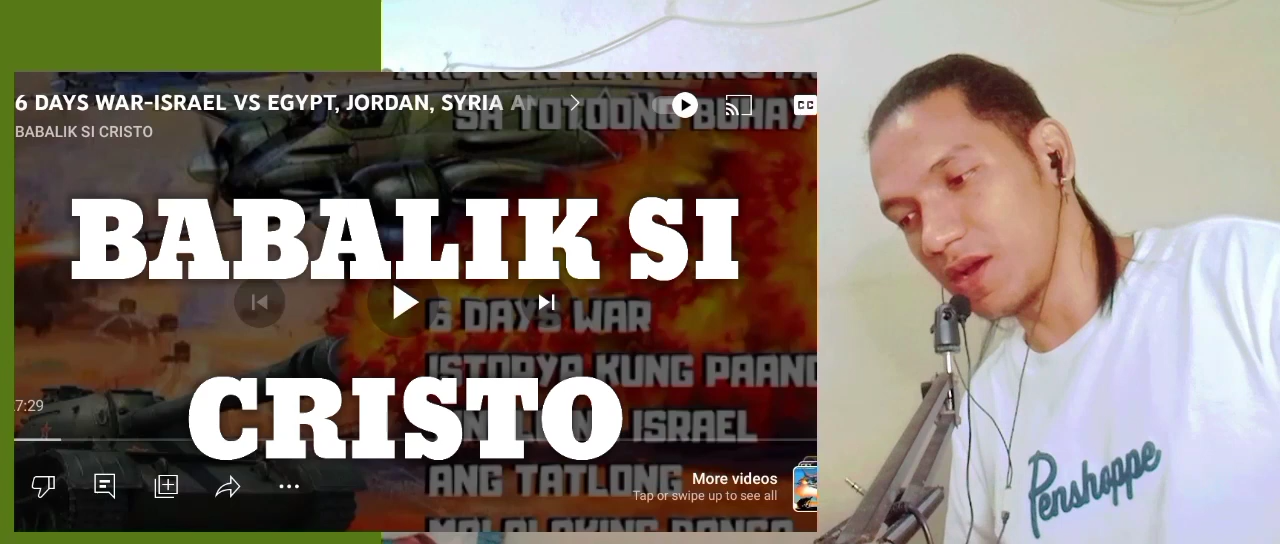 6 DAYS WAR-ISRAEL VS EGYPT, JORDAN, SYRIA AN
BABALIK SI CRISTO
SA TOTOONG BUHAY
CC
BABALIK SI
6 DAYS WAR
ISTORYA KUNG PAANO
CRISTO
7:29
ISRAEL
ANG TATLONG
More videos
Tap or swipe up to see all
Penshoppe